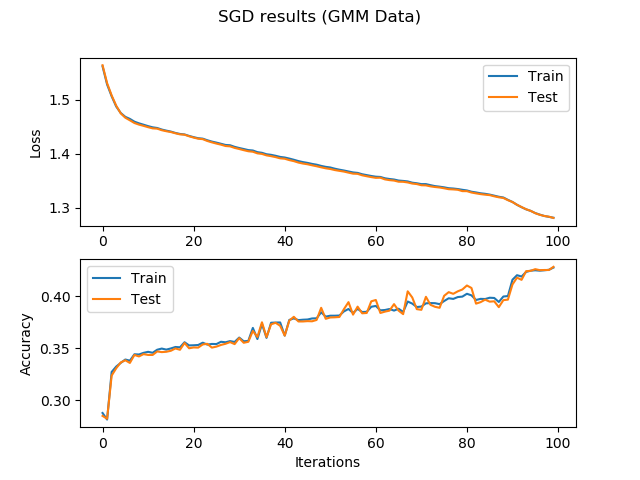 SGD results (GMM Data)
Loss
1.5
1.4
1.3
Train
Test
0 20 40 60 80 100
Accuracy
0.40
0.35
0.30
Train
Test
0 20 40 60 80 100
Iterations